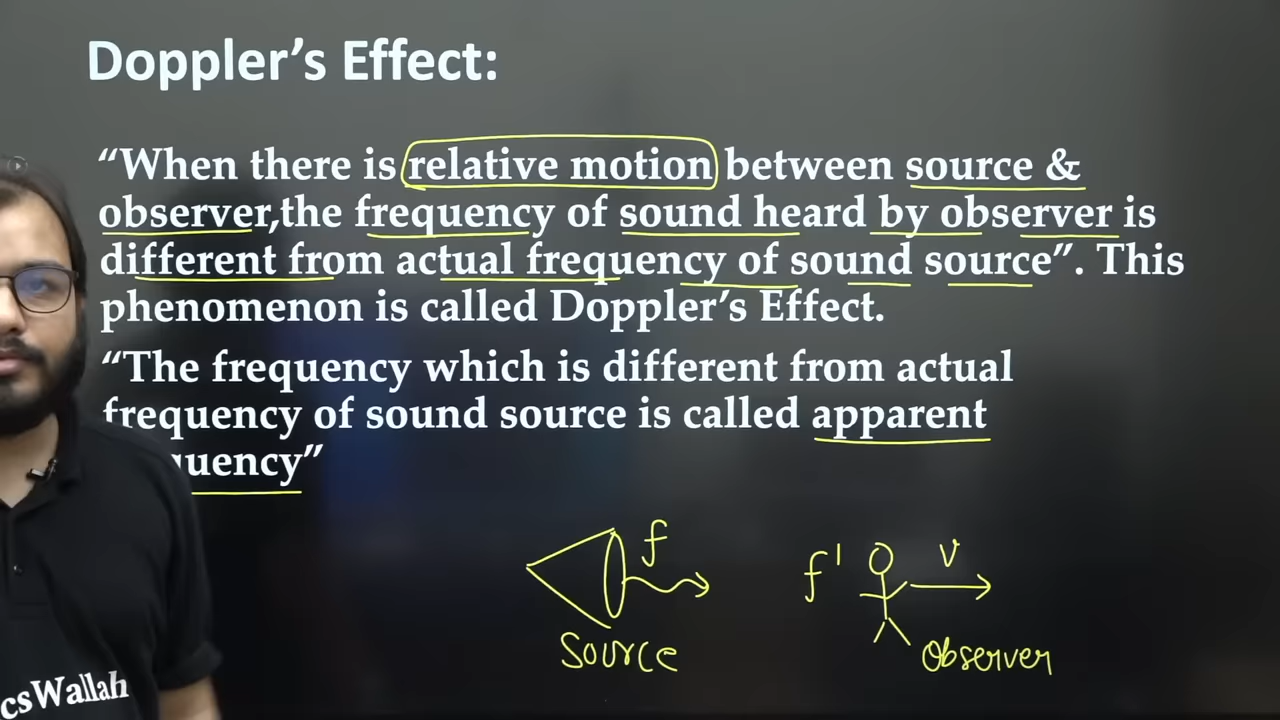 Doppler's Effect:
“When there is relative motion between source &
observer,the frequency of sound heard by observer is
different from actual frequency of sound source”. This
phenomenon is called Doppler's Effect.
“The frequency which is different from actual
frequency of sound source is called apparent
quency”
f
f' v
Source
Observer
csWallah